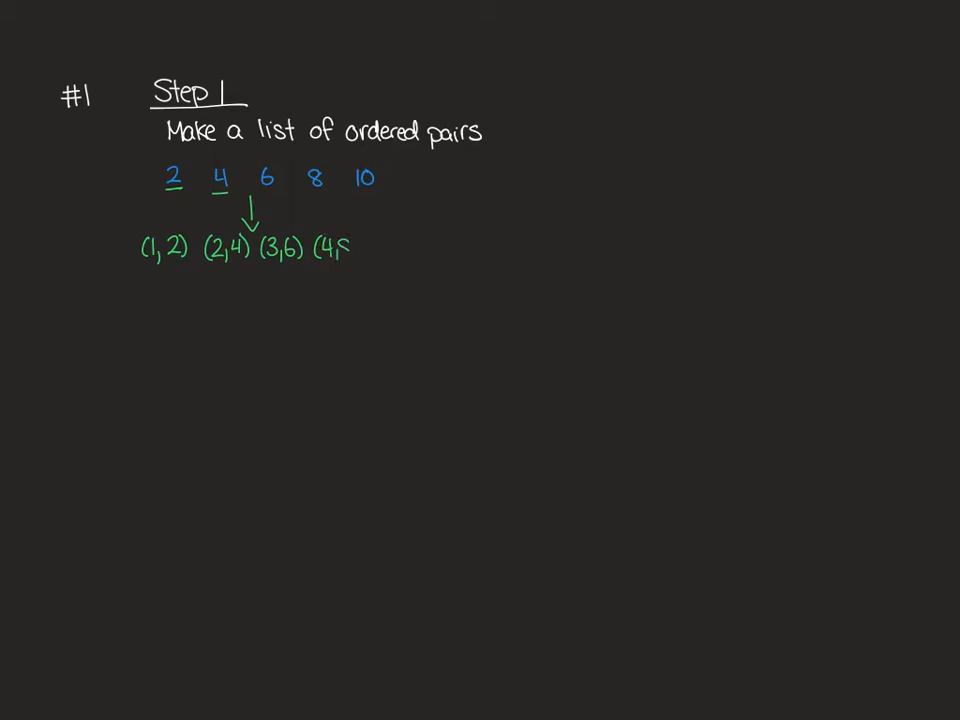 #1 Step 1
Make a list of ordered pairs
2 4 6 8 10
(1, 2) (2,4) (3,6) (4,